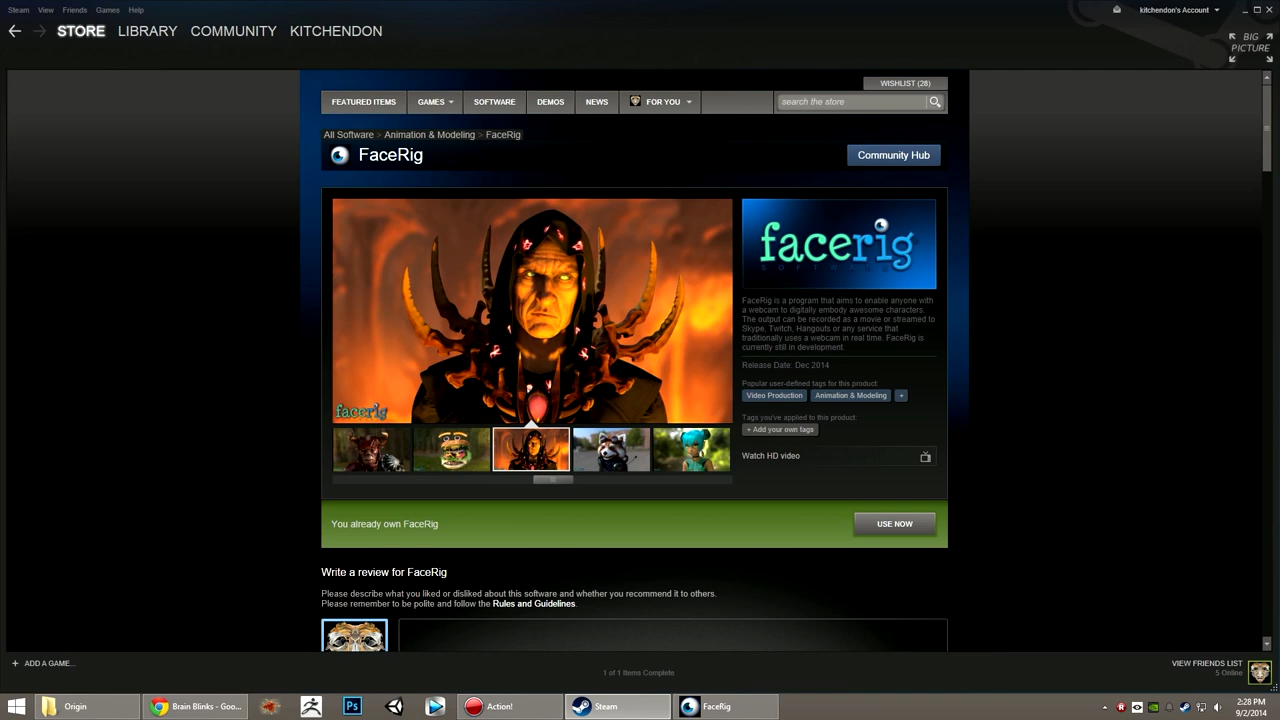 Steam View Friends Games Help
kitchendon's Account
STORE LIBRARY COMMUNITY KITCHENDON
BIG
PICTURE
WISHLIST (28)
FEATURED ITEMS GAMES SOFTWARE DEMOS NEWS FOR YOU search the store
All Software > Animation & Modeling > FaceRig
FaceRig
Community Hub
facerig
SOFTWARE
facerig
FaceRig is a program that aims to enable anyone with
a webcam to digitally embody awesome characters.
The output can be recorded as a movie or streamed to
Skype, Twitch, Hangouts or any service that
traditionally uses a webcam in real time. FaceRig is
currently still in development.
Release Date: Dec 2014
Popular user-defined tags for this product:
Video Production Animation & Modeling +
Tags you've applied to this product:
+ Add your own tags
Watch HD video
You already own FaceRig
USE NOW
Write a review for FaceRig
Please describe what you liked or disliked about this software and whether you recommend it to others.
Please remember to be polite and follow the Rules and Guidelines.
+ ADD A GAME...
1 of 1 Items Complete
VIEW FRIENDS LIST
5 Online
Origin
Brain Blinks - Goo...
Ps
Action!
Steam
FaceRig
2:28 PM
9/2/2014